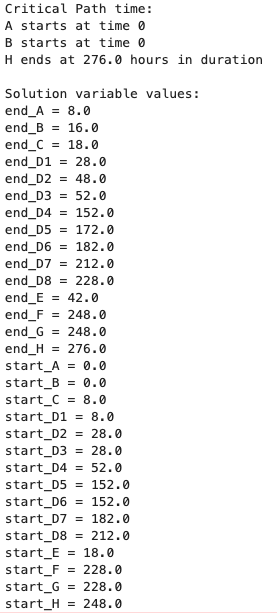 Critical Path time:
A starts at time 0
B starts at time 0
H ends at 276.0 hours in duration
Solution variable values:
end_A = 8.0
end_B = 16.0
end_C = 18.0
end_D1 = 28.0
end_D2 = 48.0
end_D3 = 52.0
end_D4 = 152.0
end_D5 = 172.0
end_D6 = 182.0
end_D7 = 212.0
end_D8 = 228.0
end_E = 42.0
end_F = 248.0
end_G = 248.0
end_H = 276.0
start_A = 0.0
start_B = 0.0
start_C = 8.0
start_D1 = 8.0
start_D2 = 28.0
start_D3 = 28.0
start_D4 = 52.0
start_D5 = 152.0
start_D6 = 152.0
start_D7 = 182.0
start_D8 = 212.0
start_E = 18.0
start_F = 228.0
start_G = 228.0
start_H = 248.0